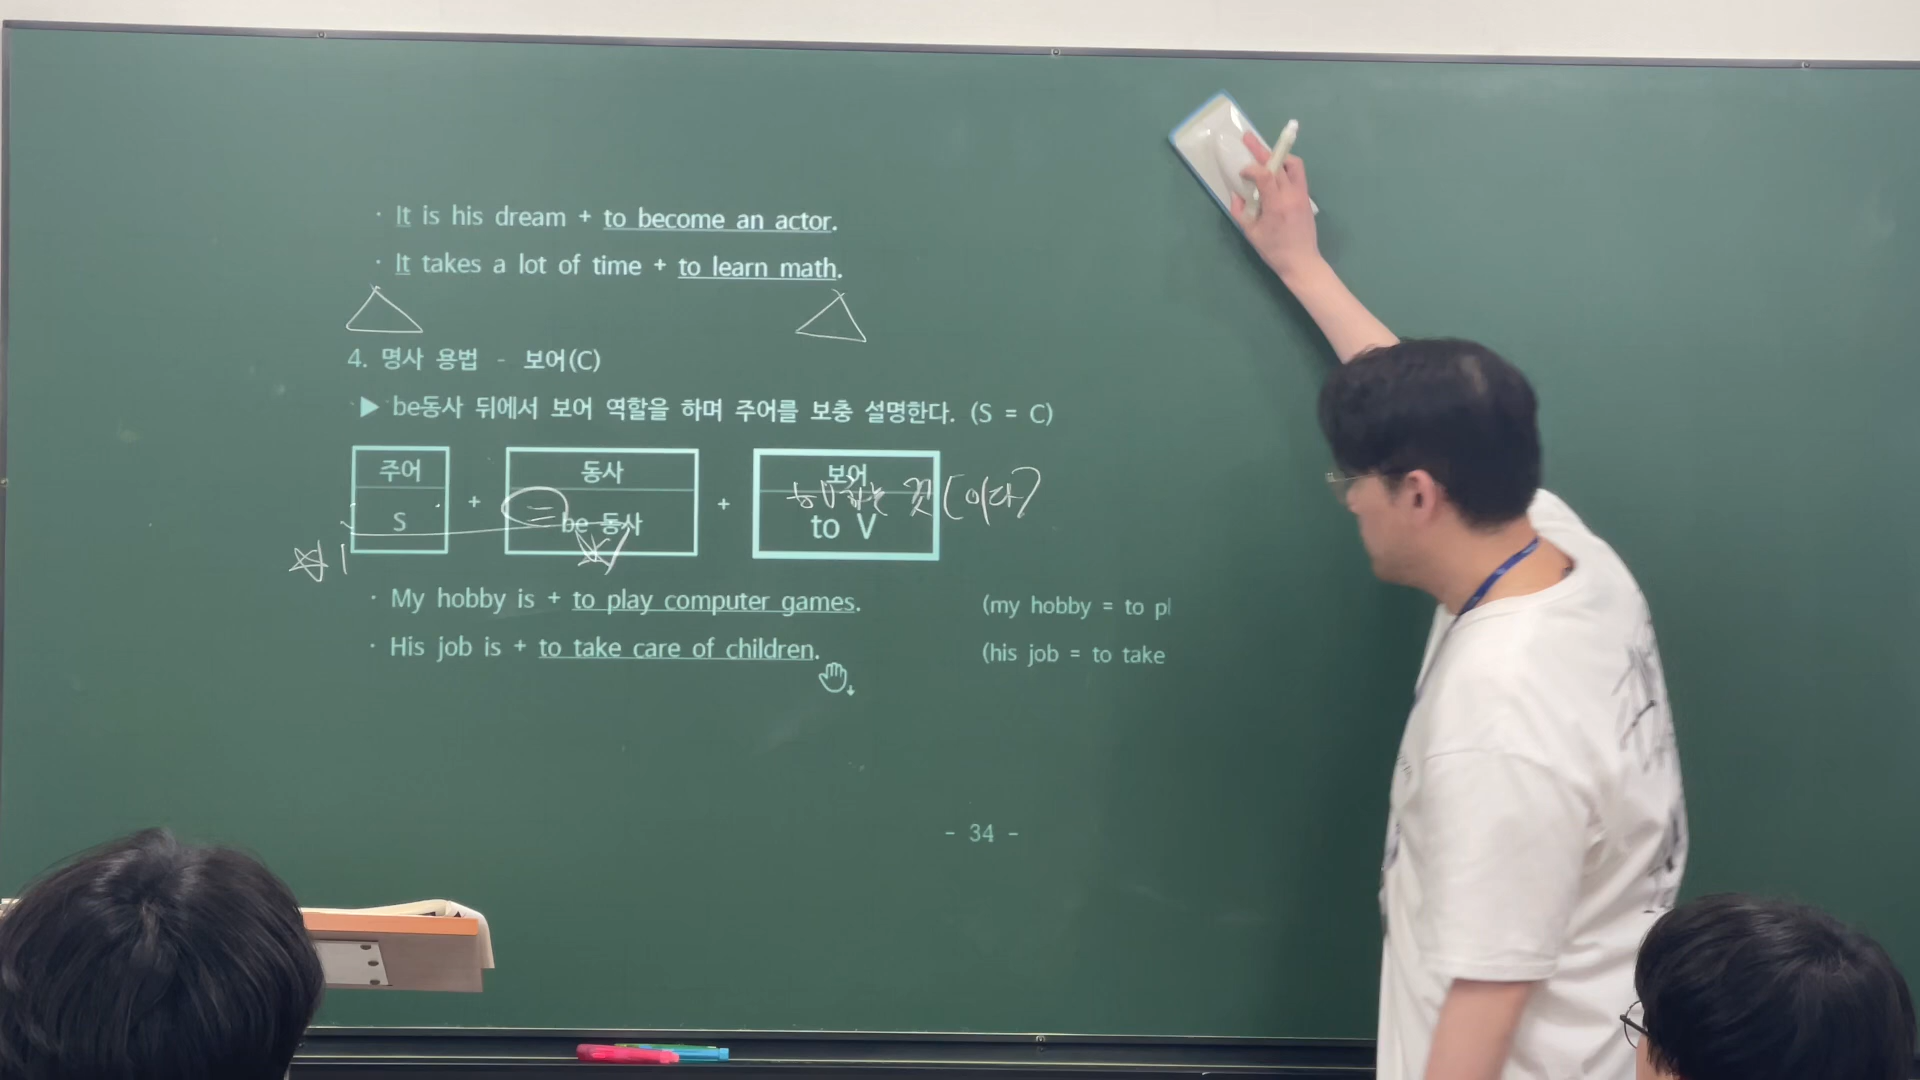 · It is his dream + to become an actor.
· It takes a lot of time + to learn math.
4. 명사 용법 - 보어(C)
▶ be동사 뒤에서 보어 역할을 하며 주어를 보충 설명한다. (S = C)
주어 동사 보어
것(이다)
S + = be 동사 + to V
· My hobby is + to play computer games. (my hobby = to pl
· His job is + to take care of children. (his job = to take
- 34 -